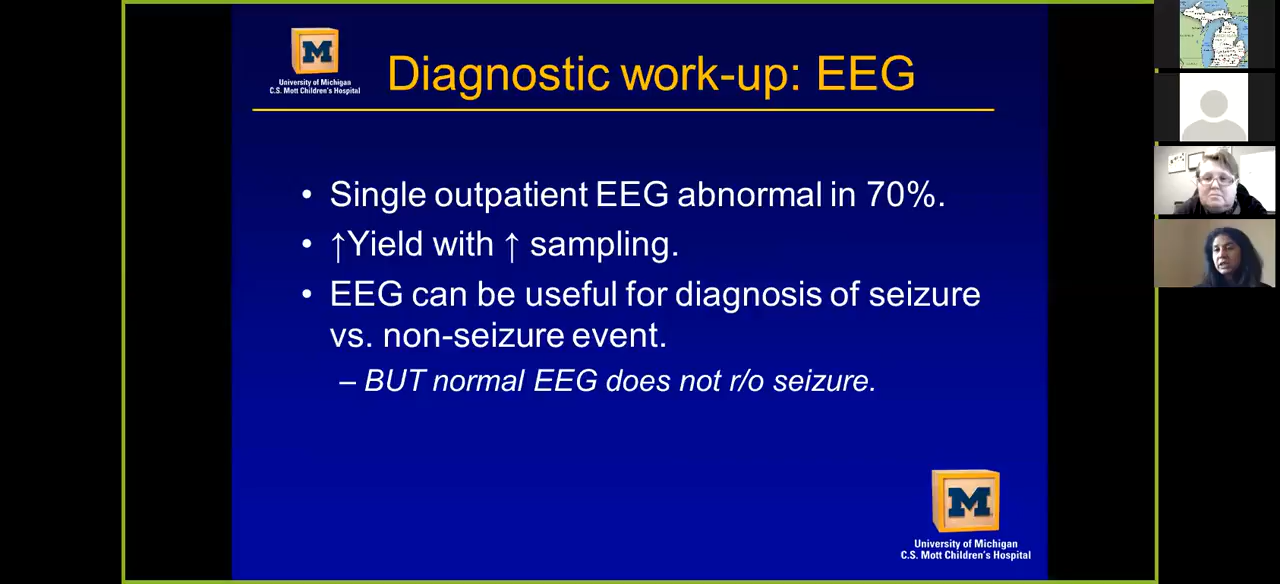 M
University of Michigan
C.S. Mott Children's Hospital
Diagnostic work-up: EEG
• Single outpatient EEG abnormal in 70%.
• ↑Yield with ↑ sampling.
• EEG can be useful for diagnosis of seizure
vs. non-seizure event.
– BUT normal EEG does not r/o seizure.
M
University of Michigan
C.S. Mott Children's Hospital